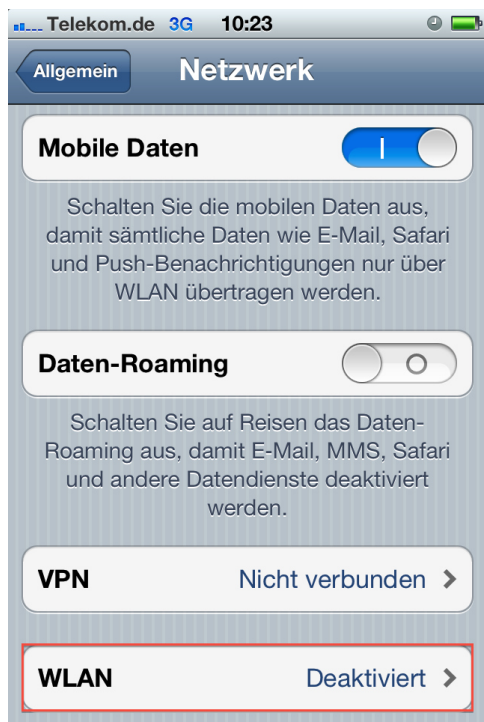 Telekom.de 3G 10:23
Allgemein Netzwerk
Mobile Daten
Schalten Sie die mobilen Daten aus,
damit sämtliche Daten wie E-Mail, Safari
und Push-Benachrichtigungen nur über
WLAN übertragen werden.
Daten-Roaming
Schalten Sie auf Reisen das Daten-
Roaming aus, damit E-Mail, MMS, Safari
und andere Datendienste deaktiviert
werden.
VPN Nicht verbunden
WLAN Deaktiviert